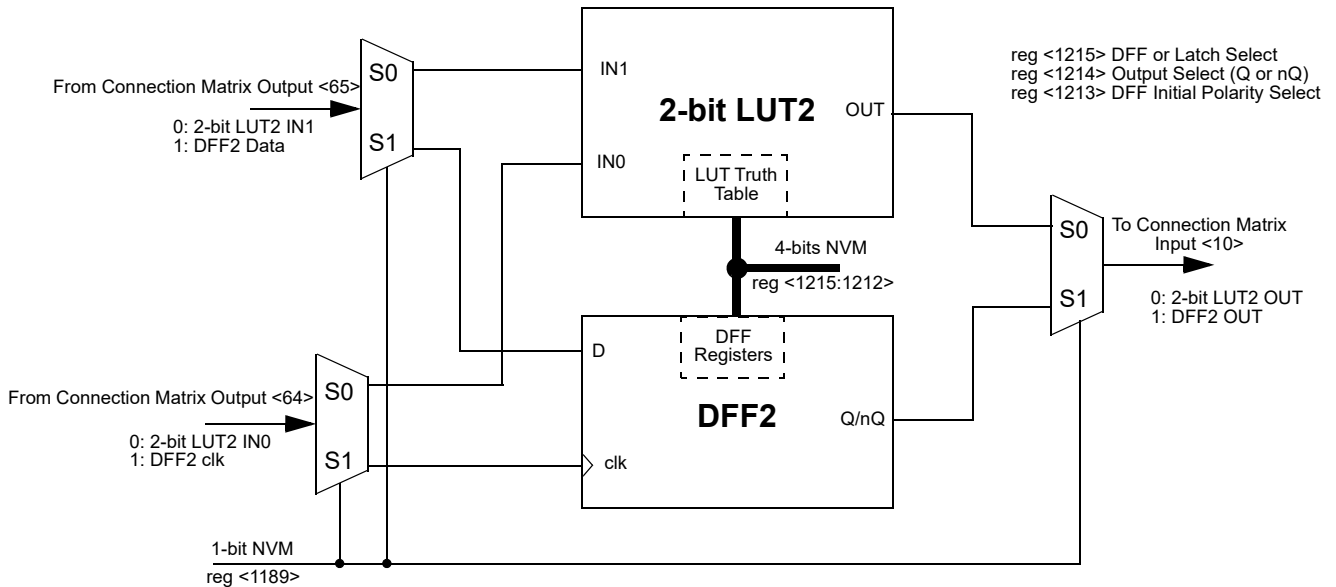 reg <1215> DFF or Latch Select
reg <1214> Output Select (Q or nQ)
reg <1213> DFF Initial Polarity Select
From Connection Matrix Output <65>
0: 2-bit LUT2 IN1
1: DFF2 Data
S0
S1
IN1
IN0
2-bit LUT2
OUT
LUT Truth
Table
4-bits NVM
reg <1215:1212>
S0
S1
To Connection Matrix
Input <10>
0: 2-bit LUT2 OUT
1: DFF2 OUT
From Connection Matrix Output <64>
0: 2-bit LUT2 IN0
1: DFF2 clk
S0
S1
D
clk
DFF
Registers
DFF2
Q/nQ
1-bit NVM
reg <1189>